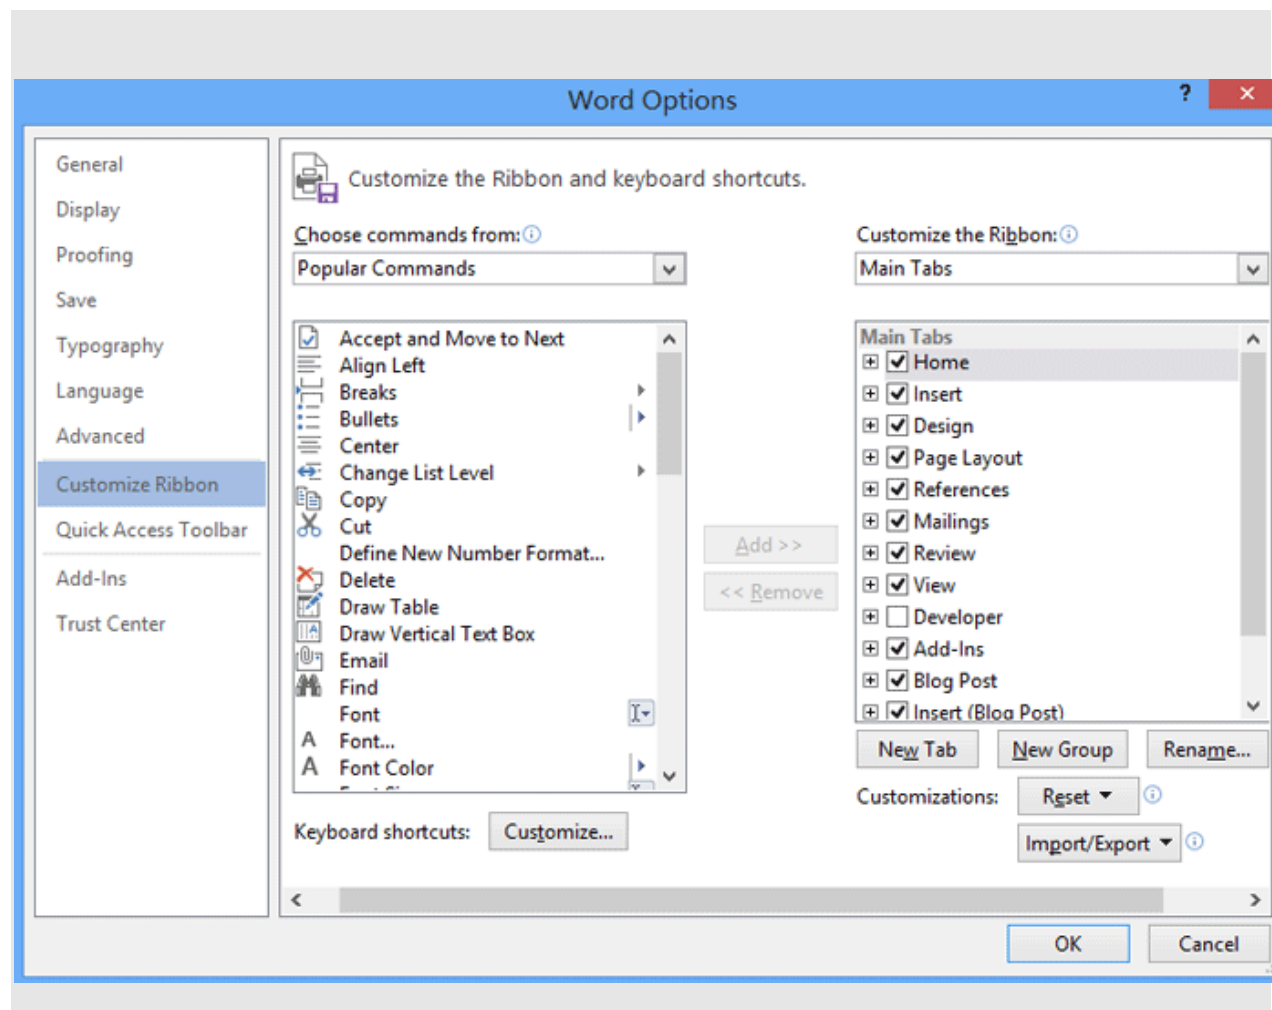 Word Options
?
General
Display
Proofing
Save
Typography
Language
Advanced
Customize Ribbon
Quick Access Toolbar
Add-Ins
Trust Center
Customize the Ribbon and keyboard shortcuts.
Choose commands from:
Popular Commands
Accept and Move to Next
Align Left
Breaks
Bullets
Center
Change List Level
Copy
Cut
Define New Number Format...
Delete
Draw Table
Draw Vertical Text Box
Email
Find
Font
Font...
Font Color
Keyboard shortcuts: Customize...
Add >>
<< Remove
Customize the Ribbon:
Main Tabs
Main Tabs
Home
Insert
Design
Page Layout
References
Mailings
Review
View
Developer
Add-Ins
Blog Post
Insert (Blog Post)
New Tab New Group Rename...
Customizations: Reset
Import/Export
OK Cancel